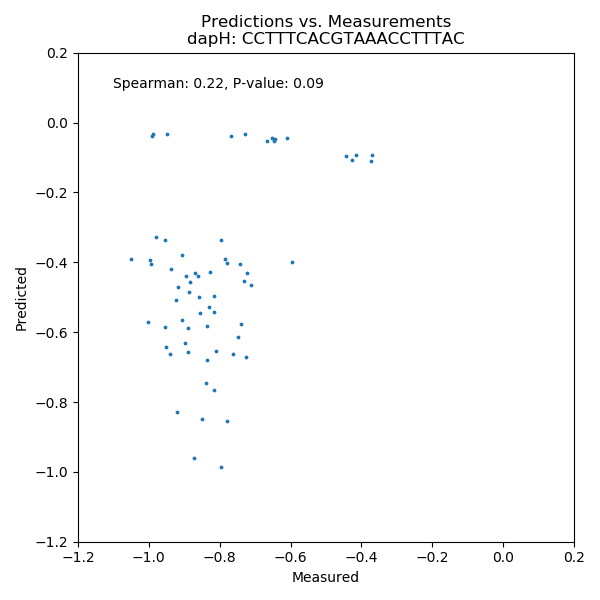 Predictions vs. Measurements
dapH: CCTTTCACGTAAACCTTTAC
Spearman: 0.22, P-value: 0.09
0.2
0.0
−0.2
−0.4
−0.6
−0.8
−1.0
−1.2
Predicted
−1.2 −1.0 −0.8 −0.6 −0.4 −0.2 0.0 0.2
Measured